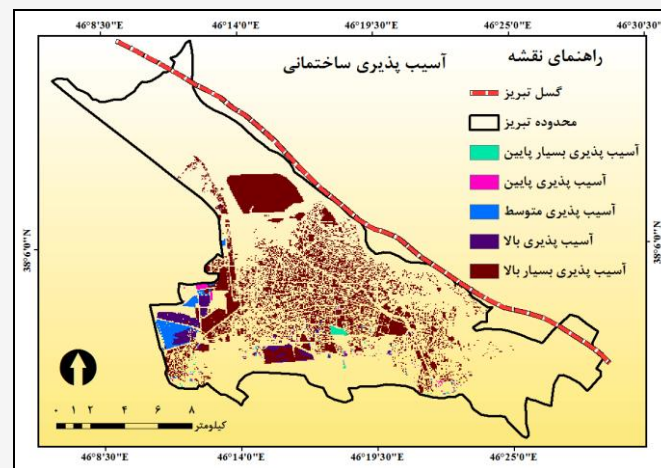 46°8'30"E 46°14'0"E 46°19'30"E 46°25'0"E 46°30'30"E
آسیب پذیری ساختمانی
راهنمای نقشه
گسل تبریز
محدوده تبریز
آسیب پذیری بسیار پایین
آسیب پذیری پایین
آسیب پذیری متوسط
آسیب پذیری بالا
آسیب پذیری بسیار بالا
38°6'0"N
38°6'0"N
۰ ۱ ۲ ۴ ۶ ۸
کیلومتر
46°8'30"E 46°14'0"E 46°19'30"E 46°25'0"E